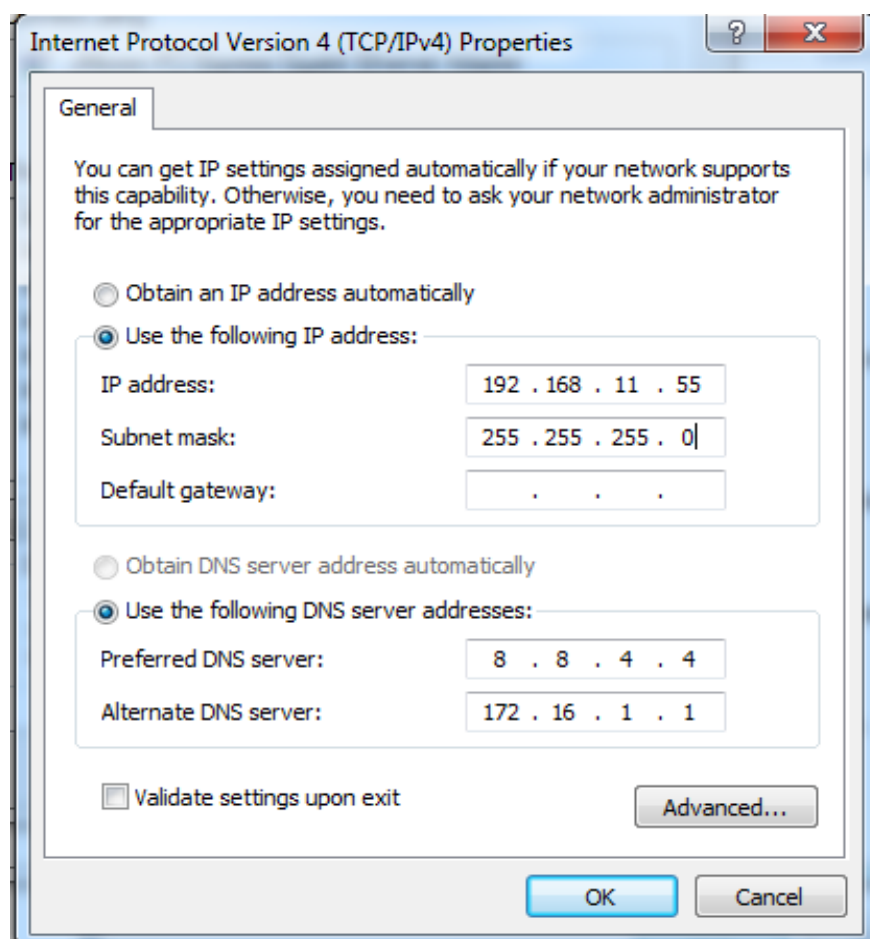 Internet Protocol Version 4 (TCP/IPv4) Properties
General
You can get IP settings assigned automatically if your network supports
this capability. Otherwise, you need to ask your network administrator
for the appropriate IP settings.
Obtain an IP address automatically
Use the following IP address:
IP address: 192 . 168 . 11 . 55
Subnet mask: 255 . 255 . 255 . 0
Default gateway: . . .
Obtain DNS server address automatically
Use the following DNS server addresses:
Preferred DNS server: 8 . 8 . 4 . 4
Alternate DNS server: 172 . 16 . 1 . 1
Validate settings upon exit
Advanced...
OK Cancel